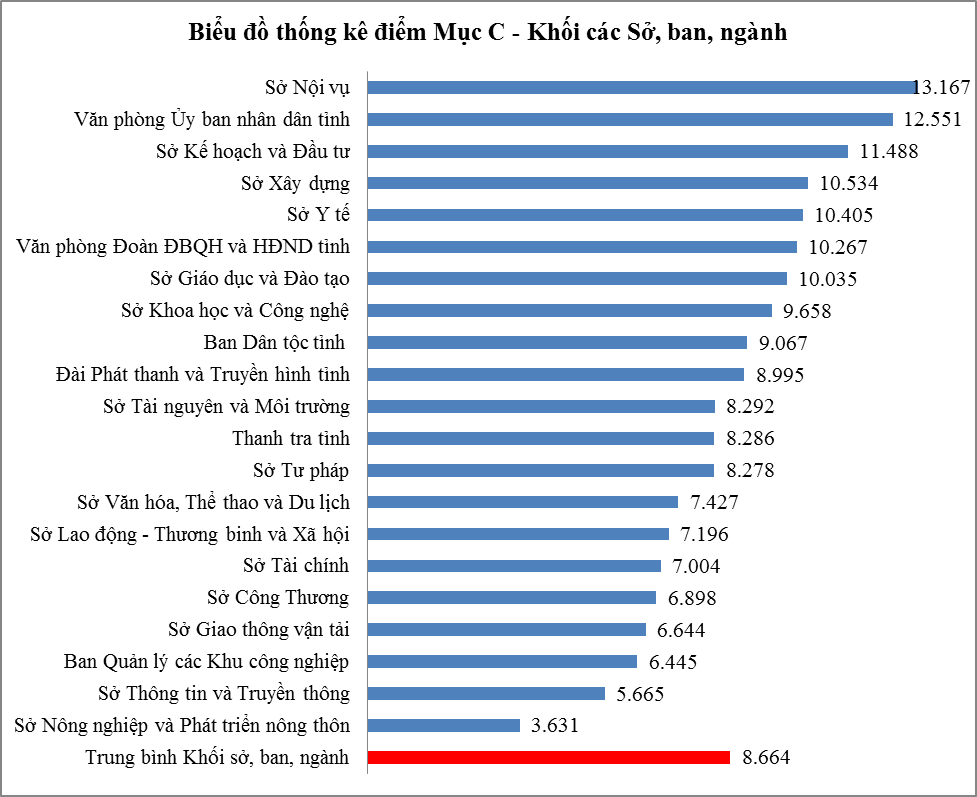 Biểu đồ thống kê điểm Mục C - Khối các Sở, ban, ngành
Sở Nội vụ 13.167
Văn phòng Ủy ban nhân dân tỉnh 12.551
Sở Kế hoạch và Đầu tư 11.488
Sở Xây dựng 10.534
Sở Y tế 10.405
Văn phòng Đoàn ĐBQH và HĐND tỉnh 10.267
Sở Giáo dục và Đào tạo 10.035
Sở Khoa học và Công nghệ 9.658
Ban Dân tộc tỉnh 9.067
Đài Phát thanh và Truyền hình tỉnh 8.995
Sở Tài nguyên và Môi trường 8.292
Thanh tra tỉnh 8.286
Sở Tư pháp 8.278
Sở Văn hóa, Thể thao và Du lịch 7.427
Sở Lao động - Thương binh và Xã hội 7.196
Sở Tài chính 7.004
Sở Công Thương 6.898
Sở Giao thông vận tải 6.644
Ban Quản lý các Khu công nghiệp 6.445
Sở Thông tin và Truyền thông 5.665
Sở Nông nghiệp và Phát triển nông thôn 3.631
Trung bình Khối sở, ban, ngành 8.664